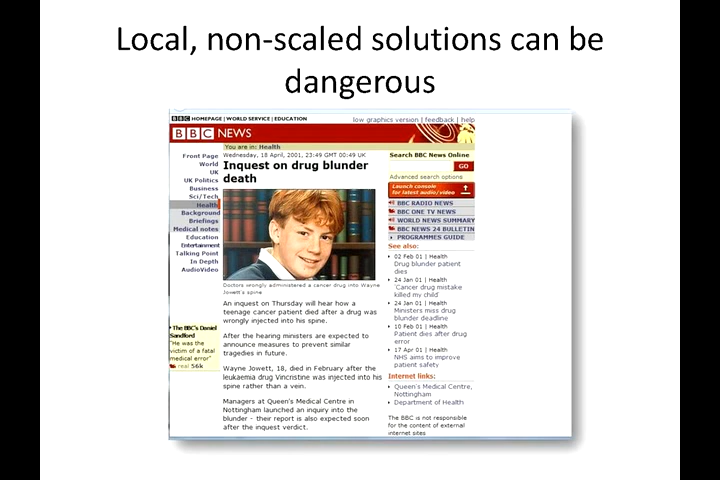 Local, non-scaled solutions can be
dangerous
BBC HOMEPAGE | WORLD SERVICE | EDUCATION
low graphics version | feedback | help
BBC NEWS
You are in: Health
Front Page
World
UK
UK Politics
Business
Sci/Tech
Health
Background
Briefings
Medical notes
Education
Entertainment
Talking Point
In Depth
AudioVideo
The BBC's Daniel
Sandford
"He was the
victim of a fatal
medical error"
real 56k
Wednesday, 18 April, 2001, 23:49 GMT 00:49 UK
Inquest on drug blunder
death
Doctors wrongly administered a cancer drug into Wayne
Jowett's spine
An inquest on Thursday will hear how a
teenage cancer patient died after a drug was
wrongly injected into his spine.
After the hearing ministers are expected to
announce measures to prevent similar
tragedies in future.
Wayne Jowett, 18, died in February after the
leukaemia drug Vincristine was injected into his
spine rather than a vein.
Managers at Queen's Medical Centre in
Nottingham launched an inquiry into the
blunder - their report is also expected soon
after the inquest verdict.
Search BBC News Online
GO
Advanced search options
Launch console
for latest audio/video
BBC RADIO NEWS
BBC ONE TV NEWS
WORLD NEWS SUMMARY
BBC NEWS 24 BULLETIN
PROGRAMMES GUIDE
See also:
02 Feb 01 | Health
Drug blunder patient
dies
24 Jan 01 | Health
'Cancer drug mistake
killed my child'
24 Jan 01 | Health
Ministers miss drug
blunder deadline
10 Feb 01 | Health
Patient dies after drug
error
17 Apr 01 | Health
NHS aims to improve
patient safety
Internet links:
Queen's Medical Centre,
Nottingham
Department of Health
The BBC is not responsible
for the content of external
internet sites